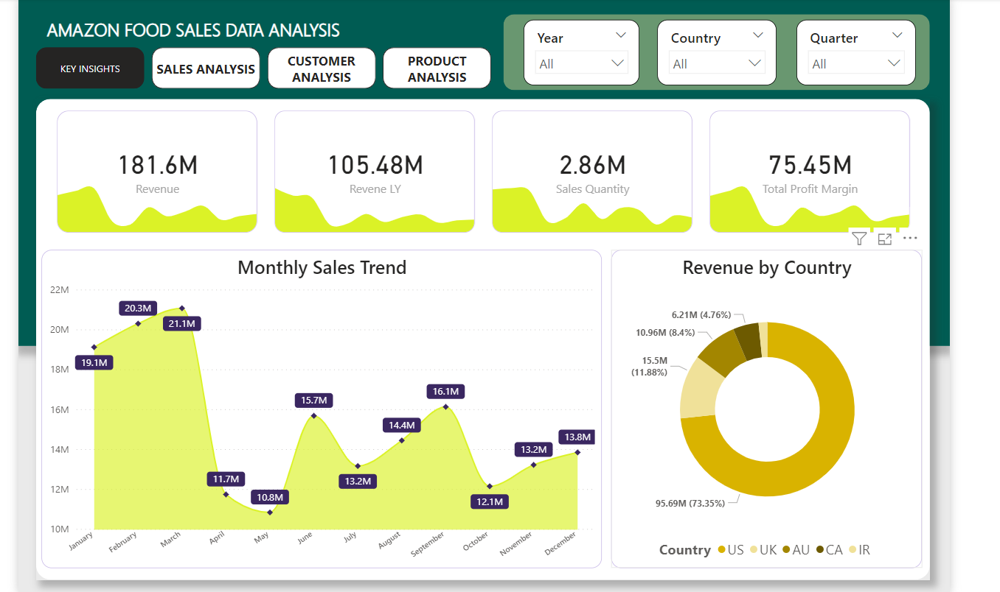 AMAZON FOOD SALES DATA ANALYSIS
KEY INSIGHTS
SALES ANALYSIS
CUSTOMER
ANALYSIS
PRODUCT
ANALYSIS
Year
All
Country
All
Quarter
All
181.6M
Revenue
105.48M
Revene LY
2.86M
Sales Quantity
75.45M
Total Profit Margin
Monthly Sales Trend
22M
20M
18M
16M
14M
12M
10M
19.1M
20.3M
21.1M
11.7M
10.8M
15.7M
13.2M
14.4M
16.1M
12.1M
13.2M
13.8M
January
February
March
April
May
June
July
August
September
October
November
December
Revenue by Country
6.21M (4.76%)
10.96M (8.4%)
15.5M
(11.88%)
95.69M (73.35%)
Country US UK AU CA IR